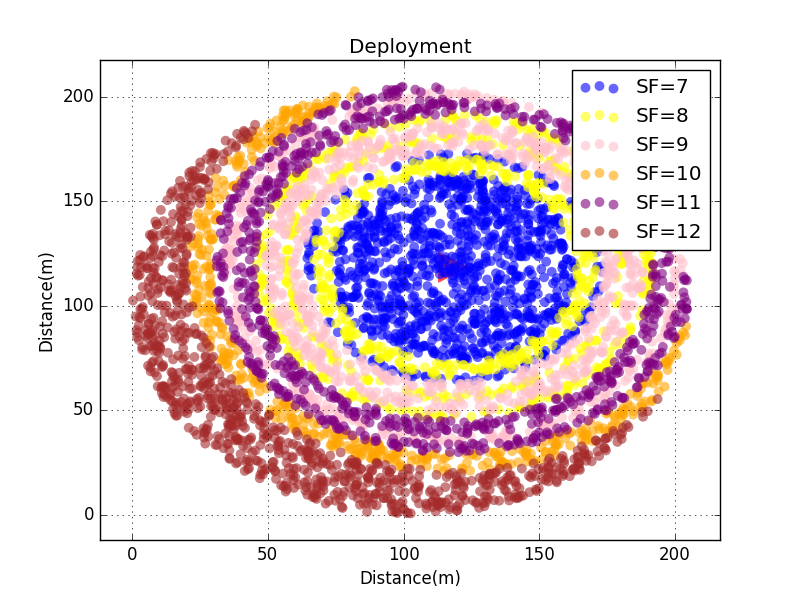 Deployment
SF=7
SF=8
SF=9
SF=10
SF=11
SF=12
200
150
100
50
0
Distance(m)
0
50
100
150
200
Distance(m)